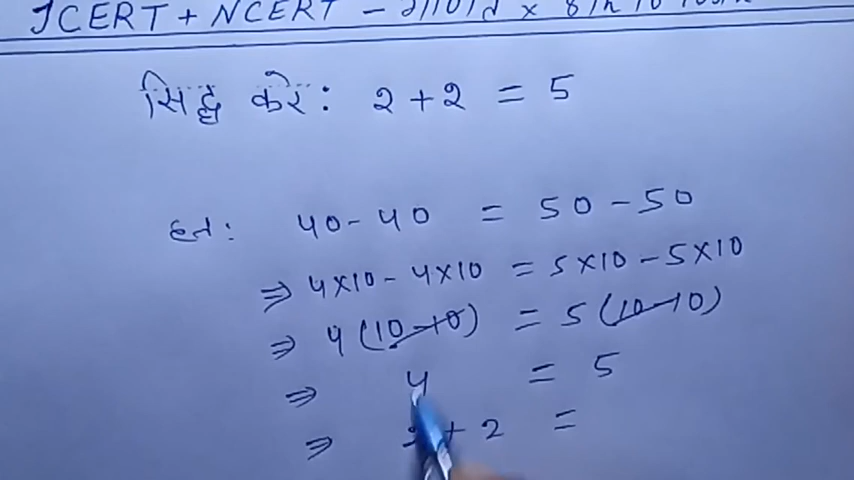 JCERT + NCERT -
सिद्ध करें: 2 + 2 = 5
हल: 40 - 40 = 50 - 50
⇒ 4×10 - 4×10 = 5×10 - 5×10
⇒ 4 (10-10) = 5 (10-10)
⇒ 4 = 5
⇒ 2 + 2 =